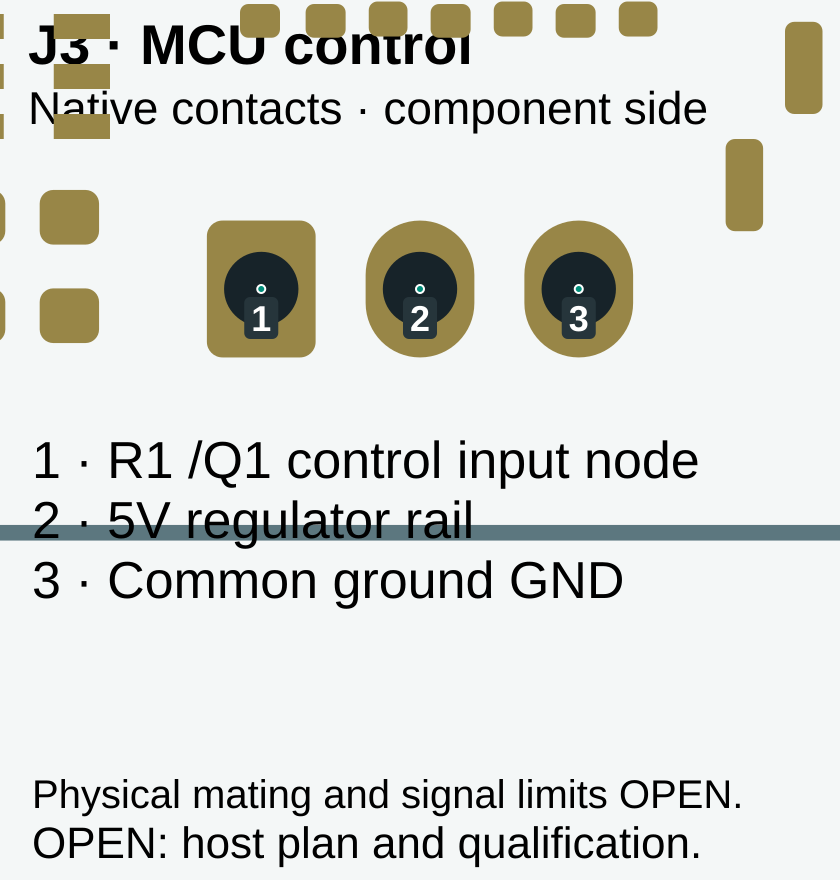 J3 · MCU control
Native contacts · component side
1 2 3
1 · R1 /Q1 control input node
2 · 5V regulator rail
3 · Common ground GND
Physical mating and signal limits OPEN.
OPEN: host plan and qualification.